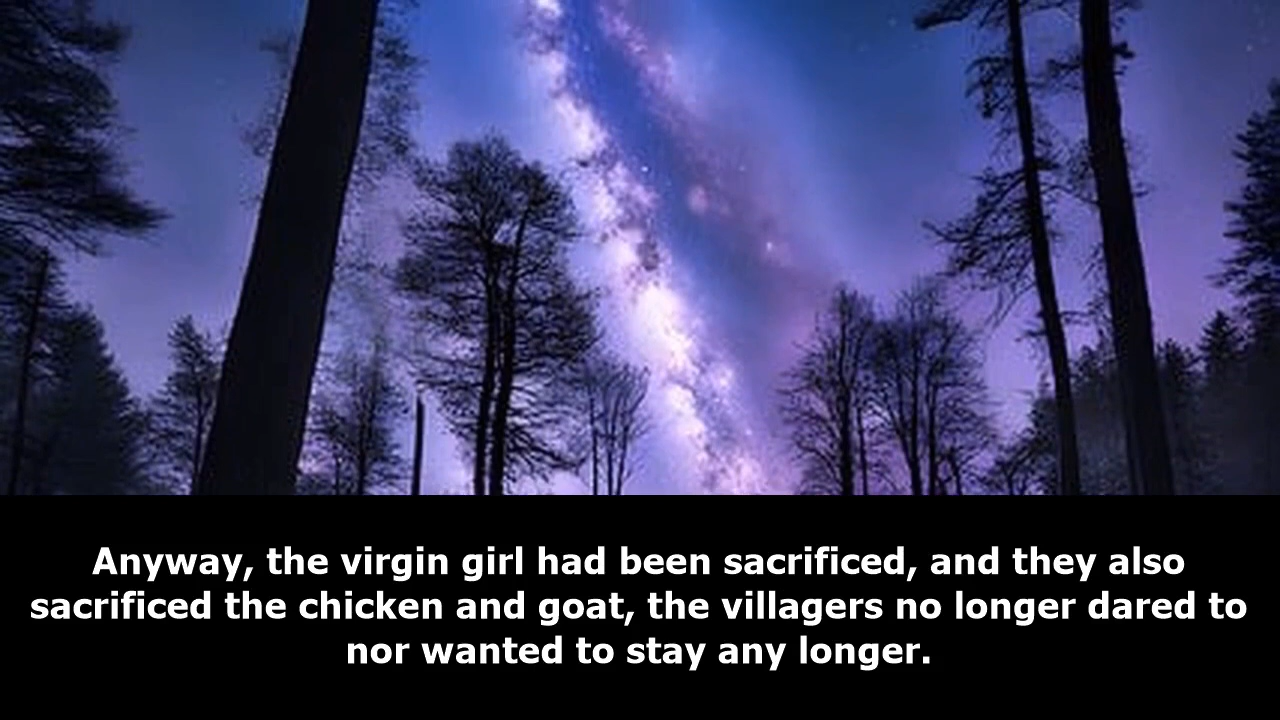 Anyway, the virgin girl had been sacrificed, and they also
sacrificed the chicken and goat, the villagers no longer dared to
nor wanted to stay any longer.